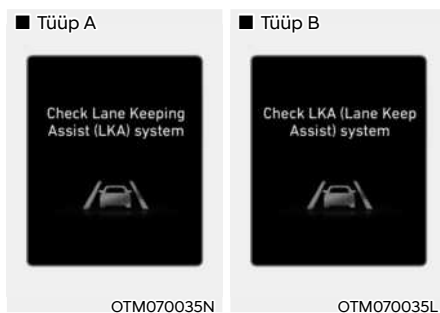 ■ Tüüp A
Check Lane Keeping
Assist (LKA) system
OTM070035N
■ Tüüp B
Check LKA (Lane Keep
Assist) system
OTM070035L